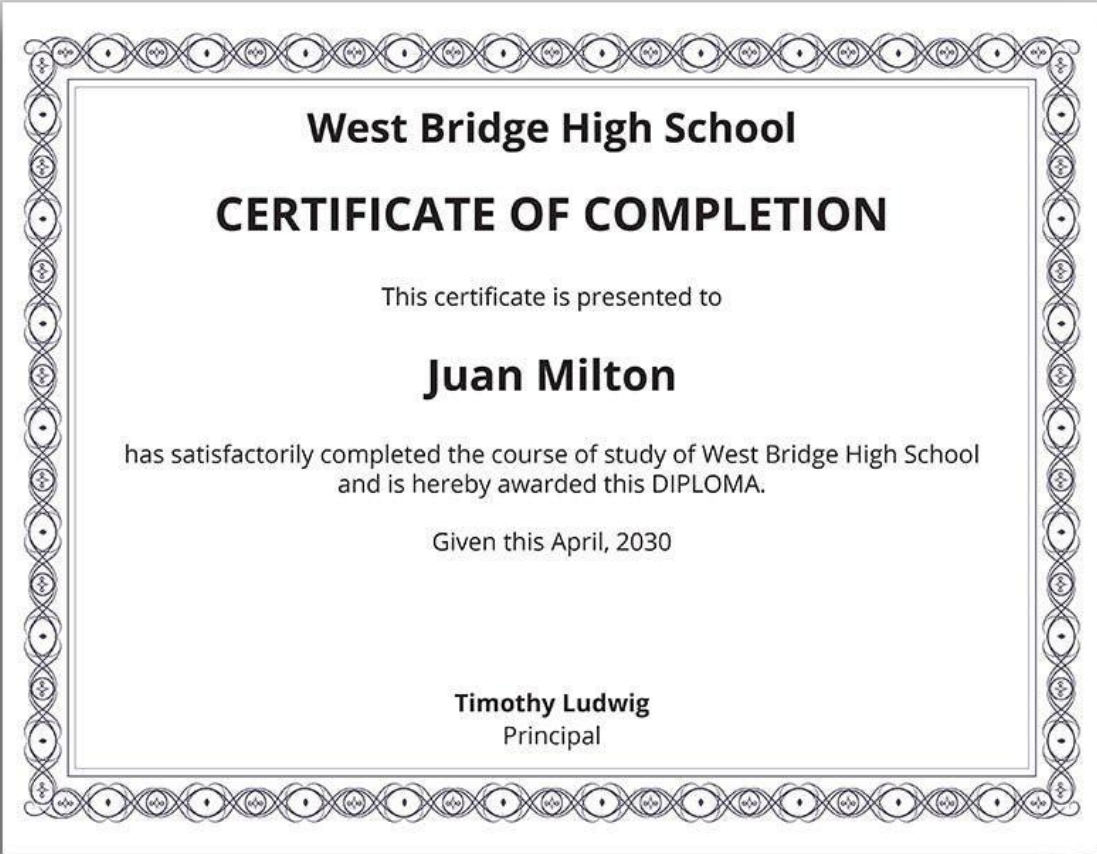 West Bridge High School
CERTIFICATE OF COMPLETION
This certificate is presented to
Juan Milton
has satisfactorily completed the course of study of West Bridge High School
and is hereby awarded this DIPLOMA.
Given this April, 2030
Timothy Ludwig
Principal